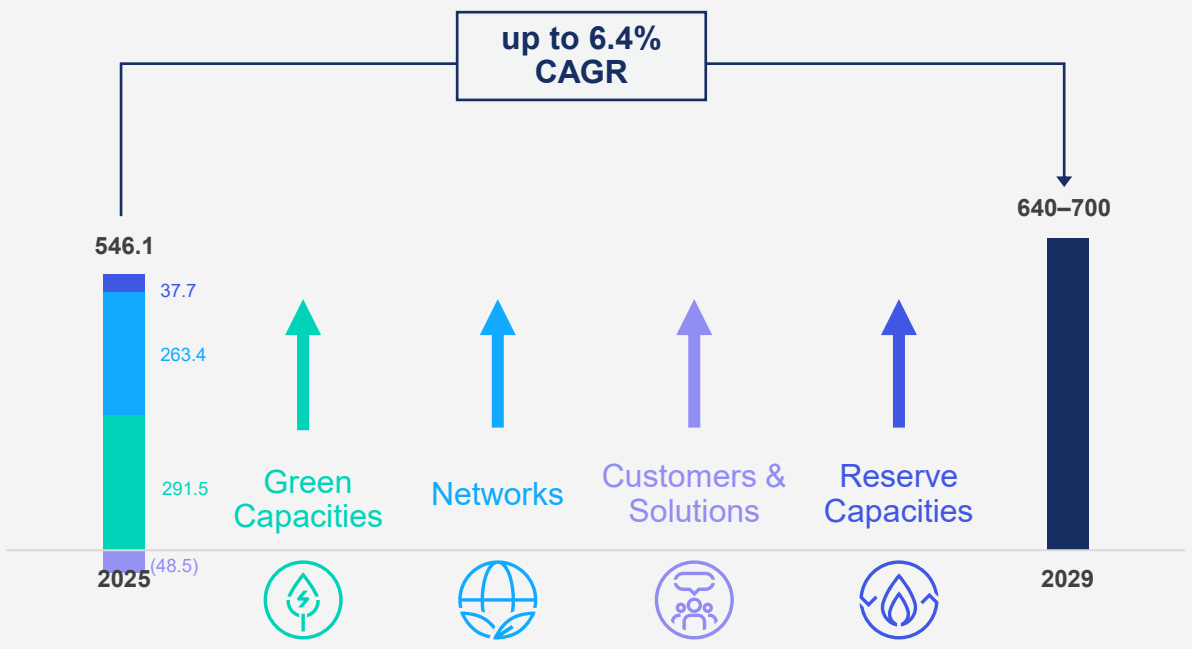 up to 6.4%
CAGR
640–700
546.1
37.7
263.4
291.5
(48.5)
Green
Capacities
Networks
Customers &
Solutions
Reserve
Capacities
2025
2029